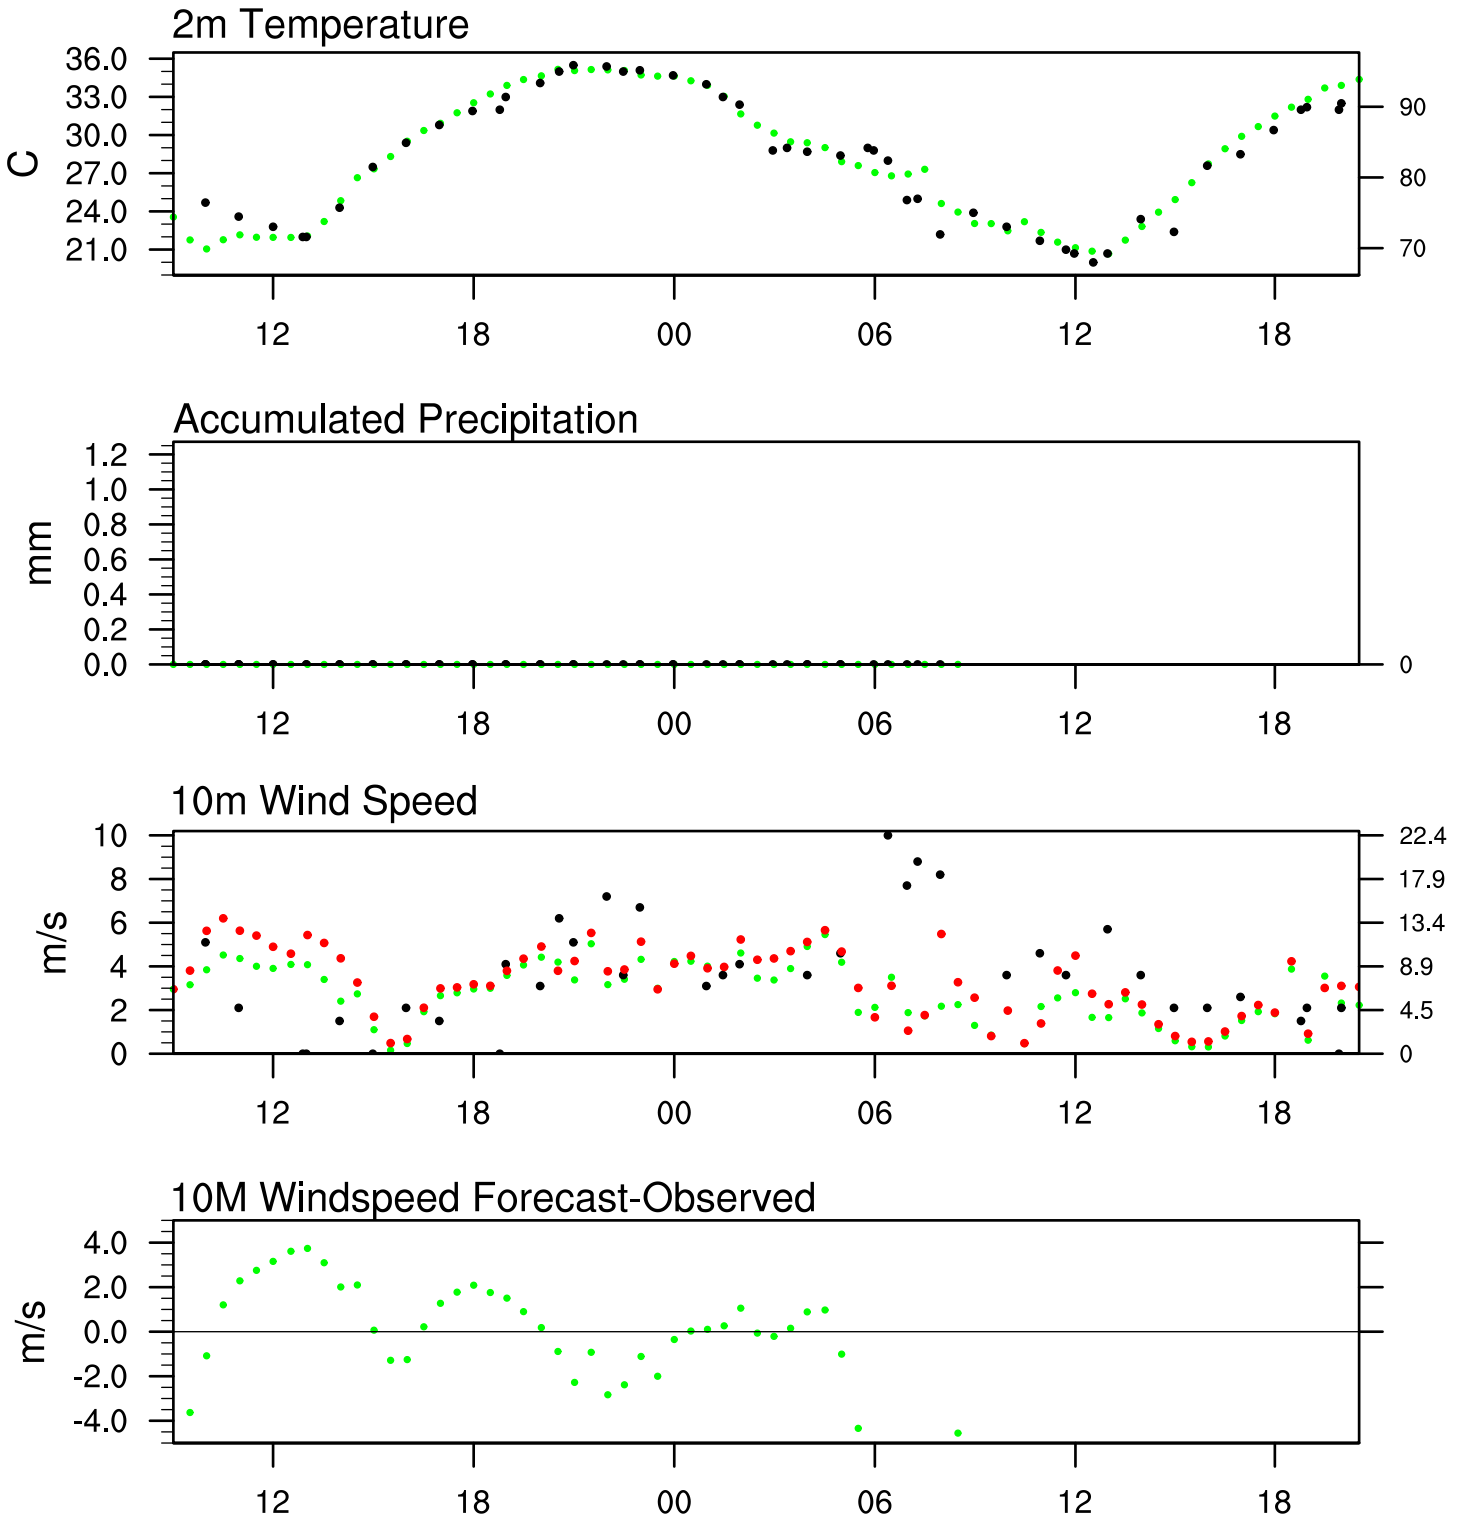 2m Temperature
36.0
33.0
30.0
27.0
24.0
21.0
C
90
80
70
12 18 00 06 12 18
Accumulated Precipitation
1.2
1.0
0.8
0.6
0.4
0.2
0.0
mm
0
12 18 00 06 12 18
10m Wind Speed
10
8
6
4
2
0
m/s
22.4
17.9
13.4
8.9
4.5
0
12 18 00 06 12 18
10M Windspeed Forecast-Observed
4.0
2.0
0.0
-2.0
-4.0
m/s
12 18 00 06 12 18